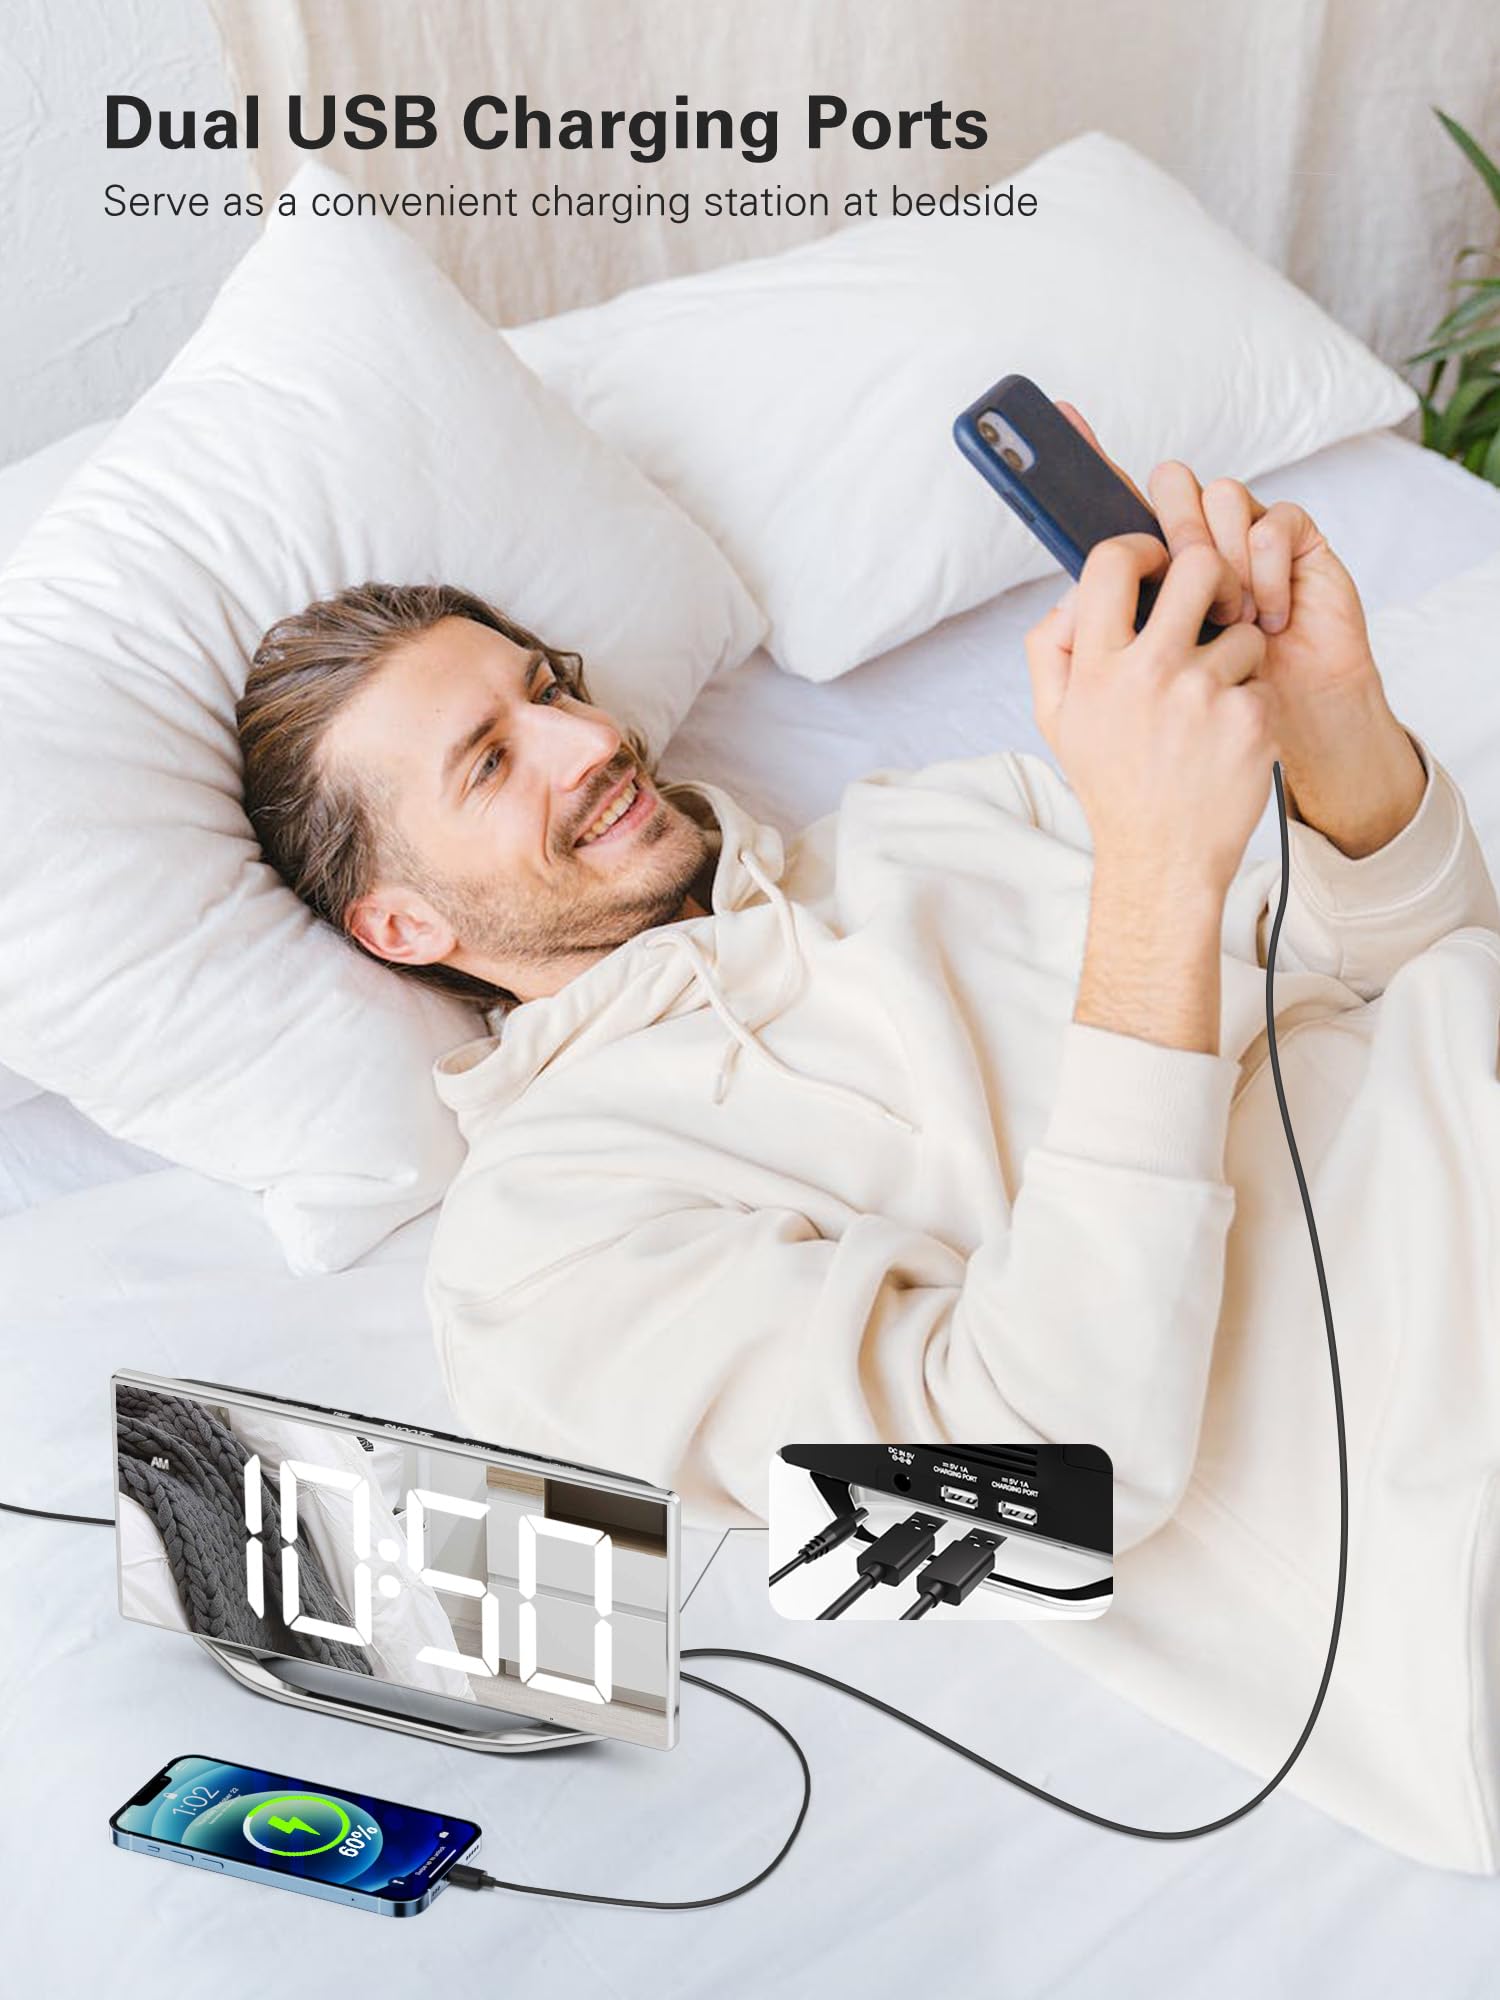 Dual USB Charging Ports
Serve as a convenient charging station at bedside
AM
10:50
SNOOZE
DC IN 5V
5V 1A
CHARGING PORT
5V 1A
CHARGING PORT
1:02
60%